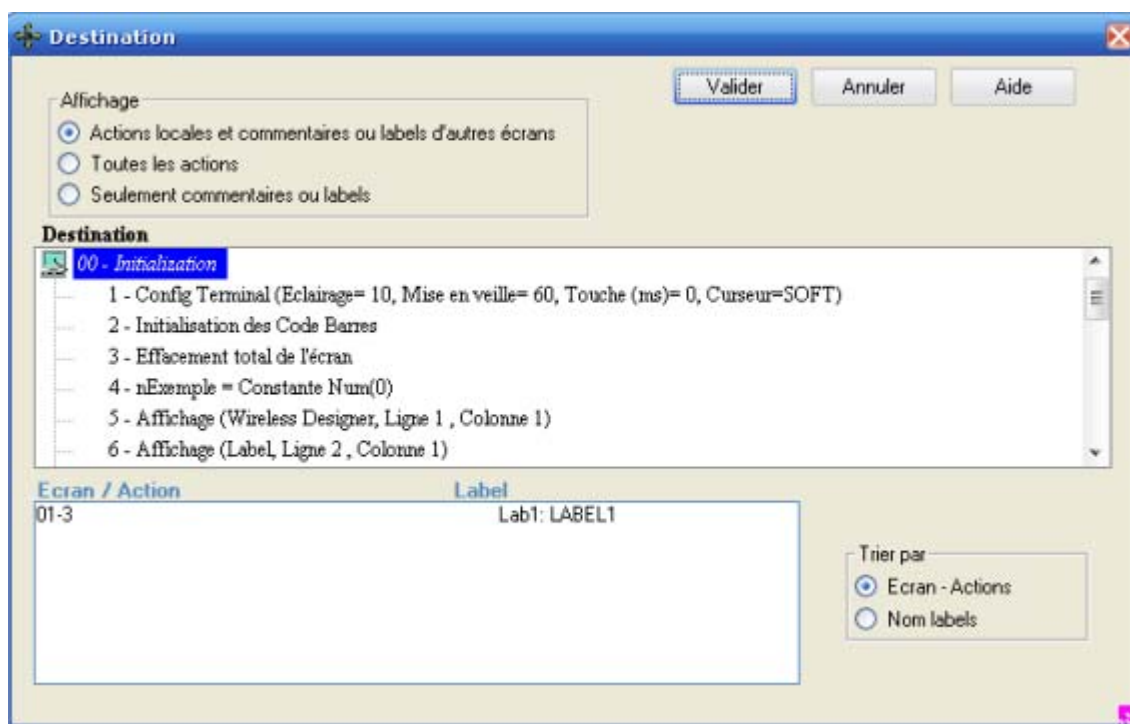 Destination
Valider Annuler Aide
Affichage
Actions locales et commentaires ou labels d'autres écrans
Toutes les actions
Seulement commentaires ou labels
Destination
00 - Initialization
1 - Config Terminal (Eclairage= 10, Mise en veille= 60, Touche (ms)= 0, Curseur=SOFT)
2 - Initialisation des Code Barres
3 - Effacement total de l'écran
4 - nExemple = Constante Num(0)
5 - Affichage (Wireless Designer, Ligne 1 , Colonne 1)
6 - Affichage (Label, Ligne 2 , Colonne 1)
Ecran / Action Label
01-3 Lab1: LABEL1
Trier par
Ecran - Actions
Nom labels